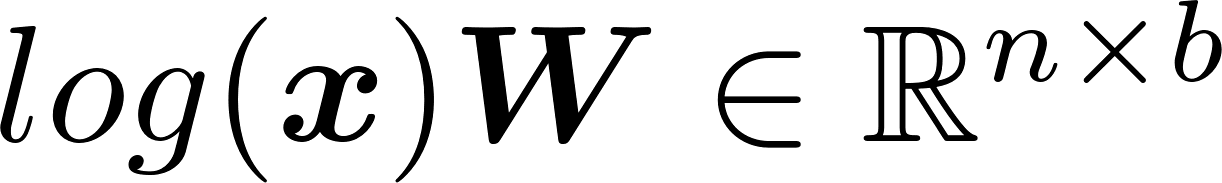 log(𝒙)𝑾 ∈ ℝ^{n×b}